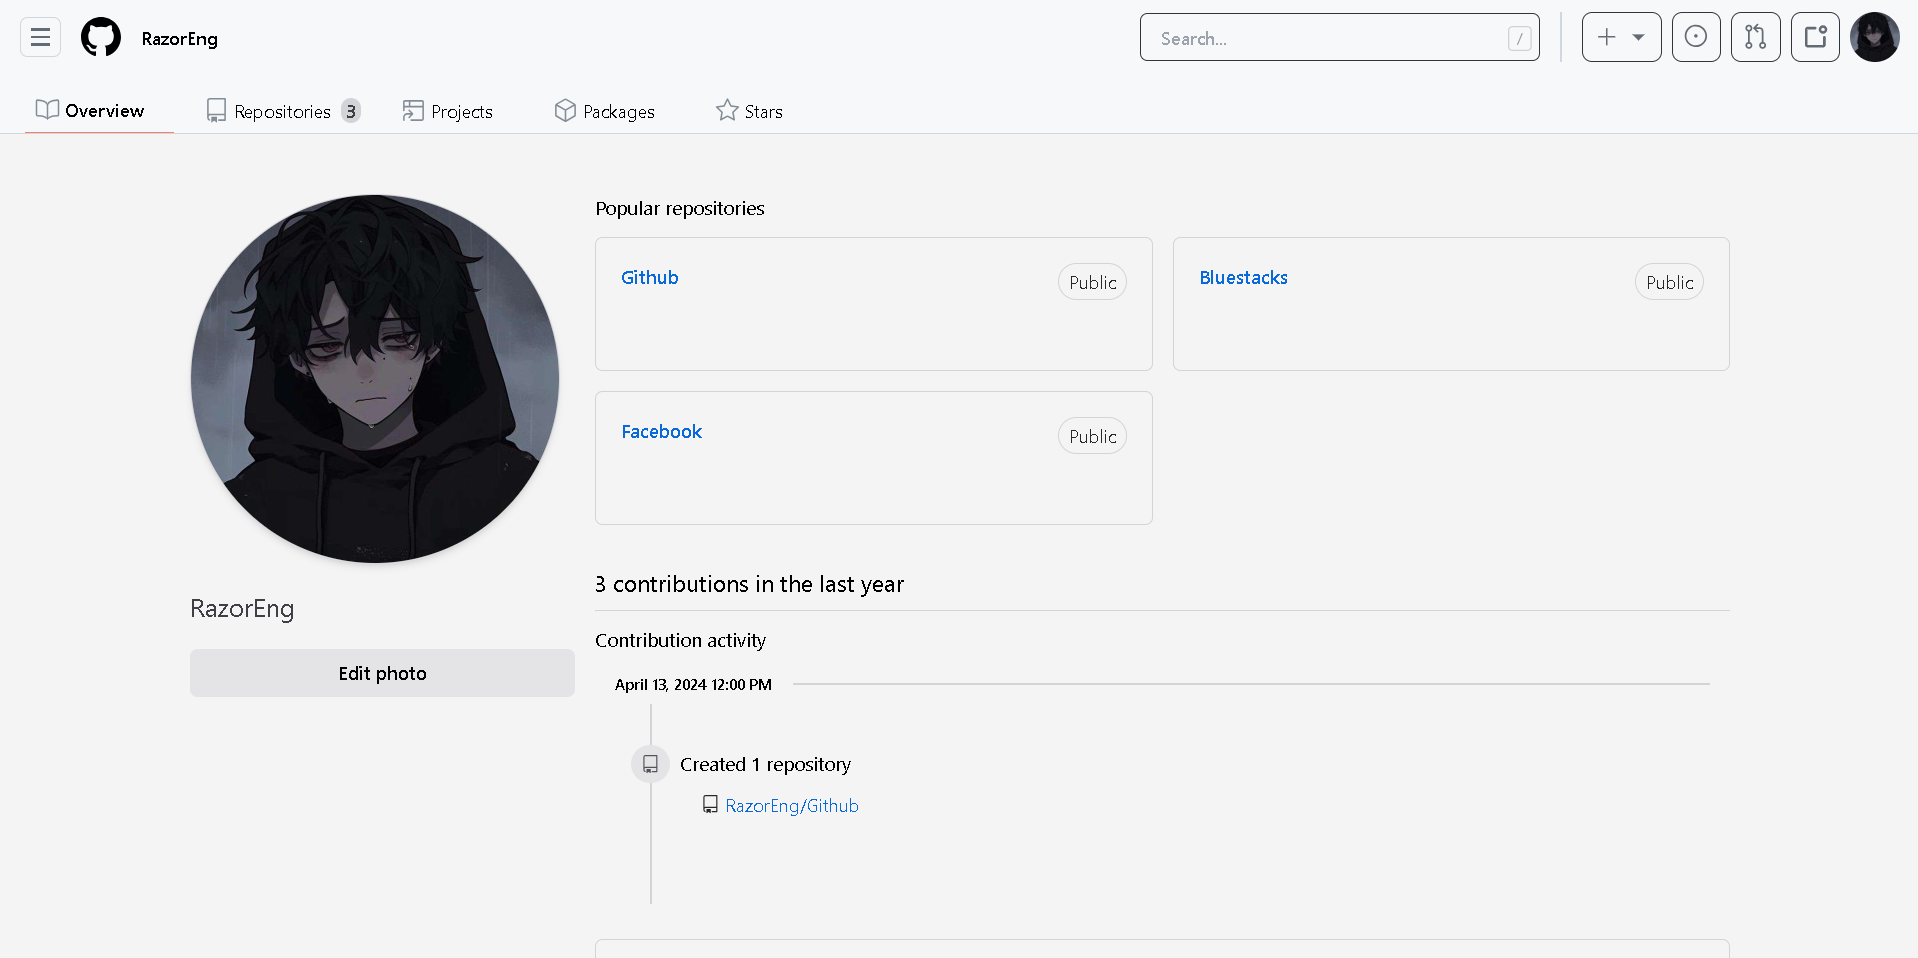 RazorEng
Search...
/
Overview
Repositories 3
Projects
Packages
Stars
Popular repositories
Github
Public
Bluestacks
Public
Facebook
Public
3 contributions in the last year
RazorEng
Edit photo
Contribution activity
April 13, 2024 12:00 PM
Created 1 repository
RazorEng/Github